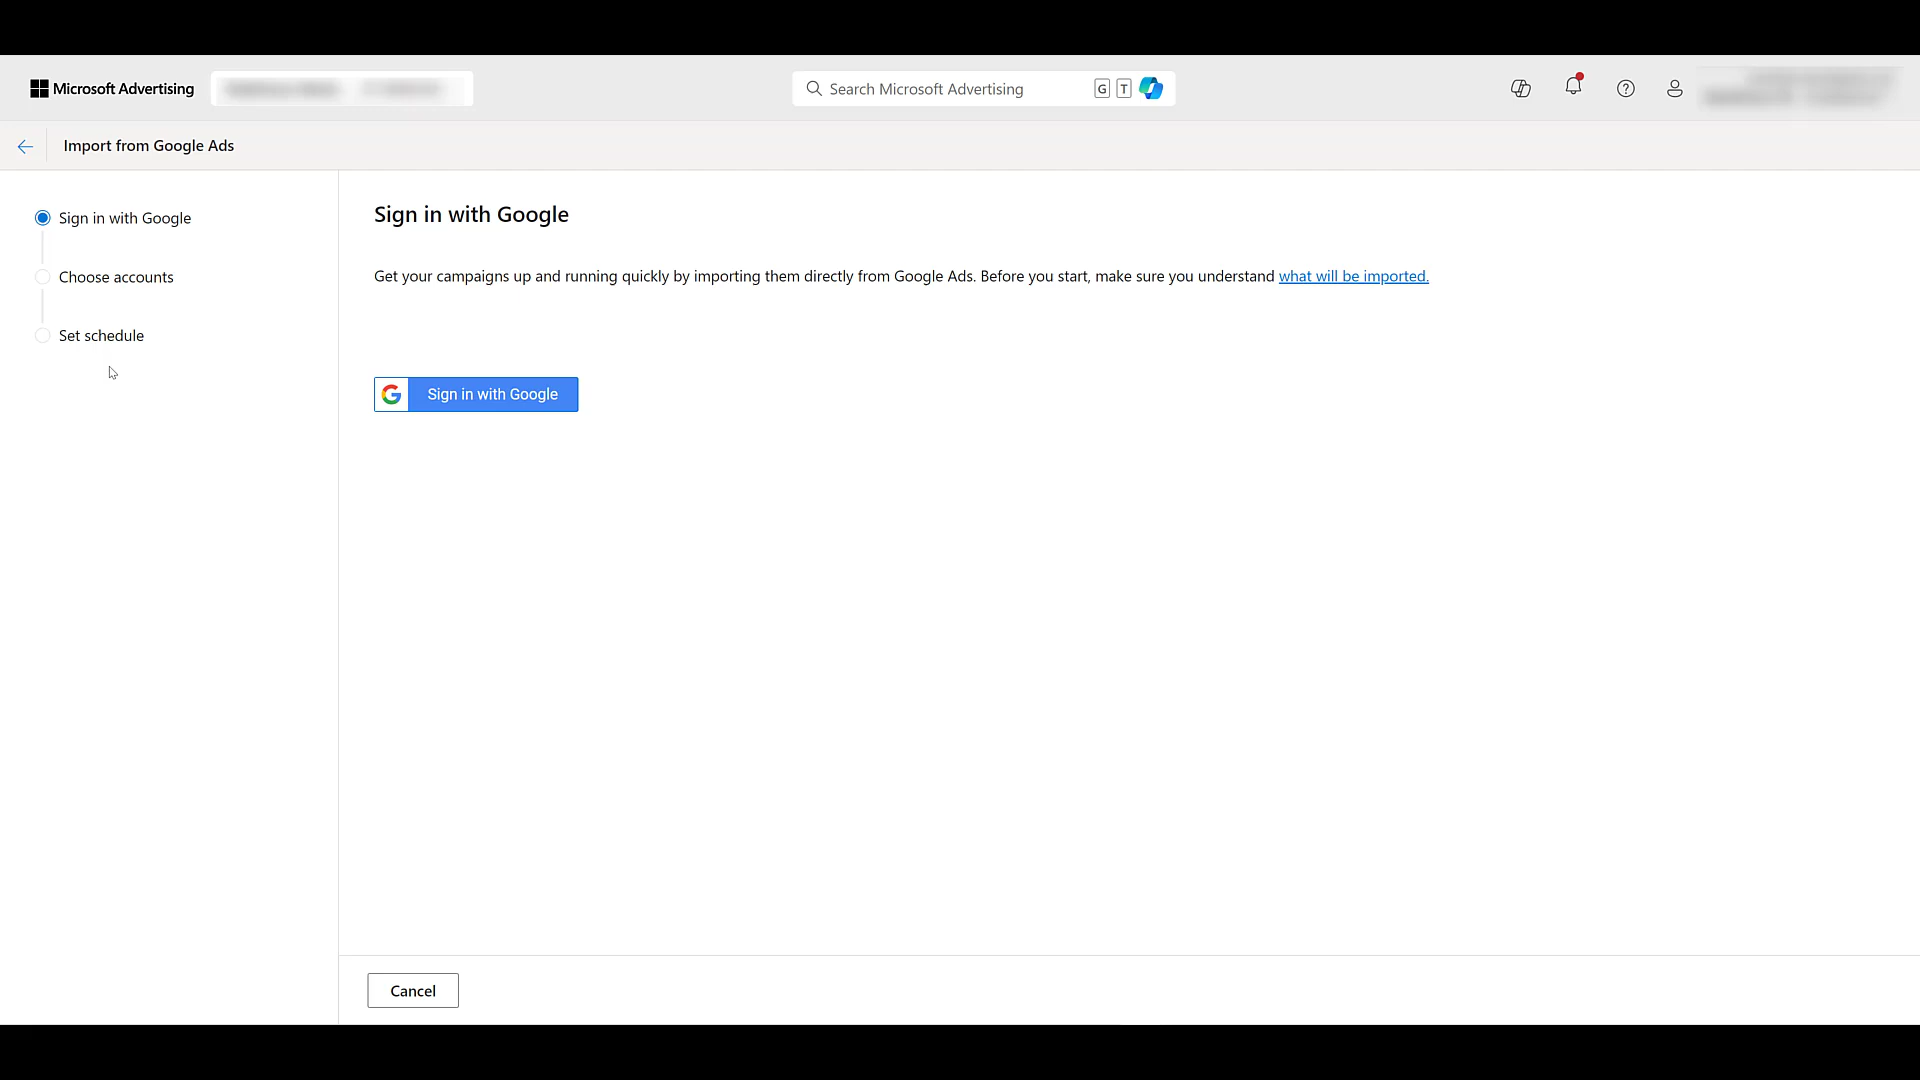 Microsoft Advertising
Search Microsoft Advertising
G T
Import from Google Ads
Sign in with Google
Choose accounts
Set schedule
Sign in with Google
Get your campaigns up and running quickly by importing them directly from Google Ads. Before you start, make sure you understand what will be imported.
Sign in with Google
Cancel